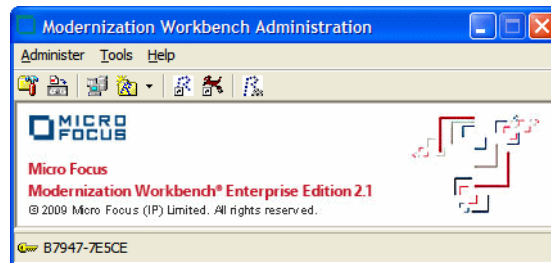 Modernization Workbench Administration
Administer Tools Help
MICRO
FOCUS
Micro Focus
Modernization Workbench® Enterprise Edition 2.1
© 2009 Micro Focus (IP) Limited. All rights reserved.
B7947-7E5CE